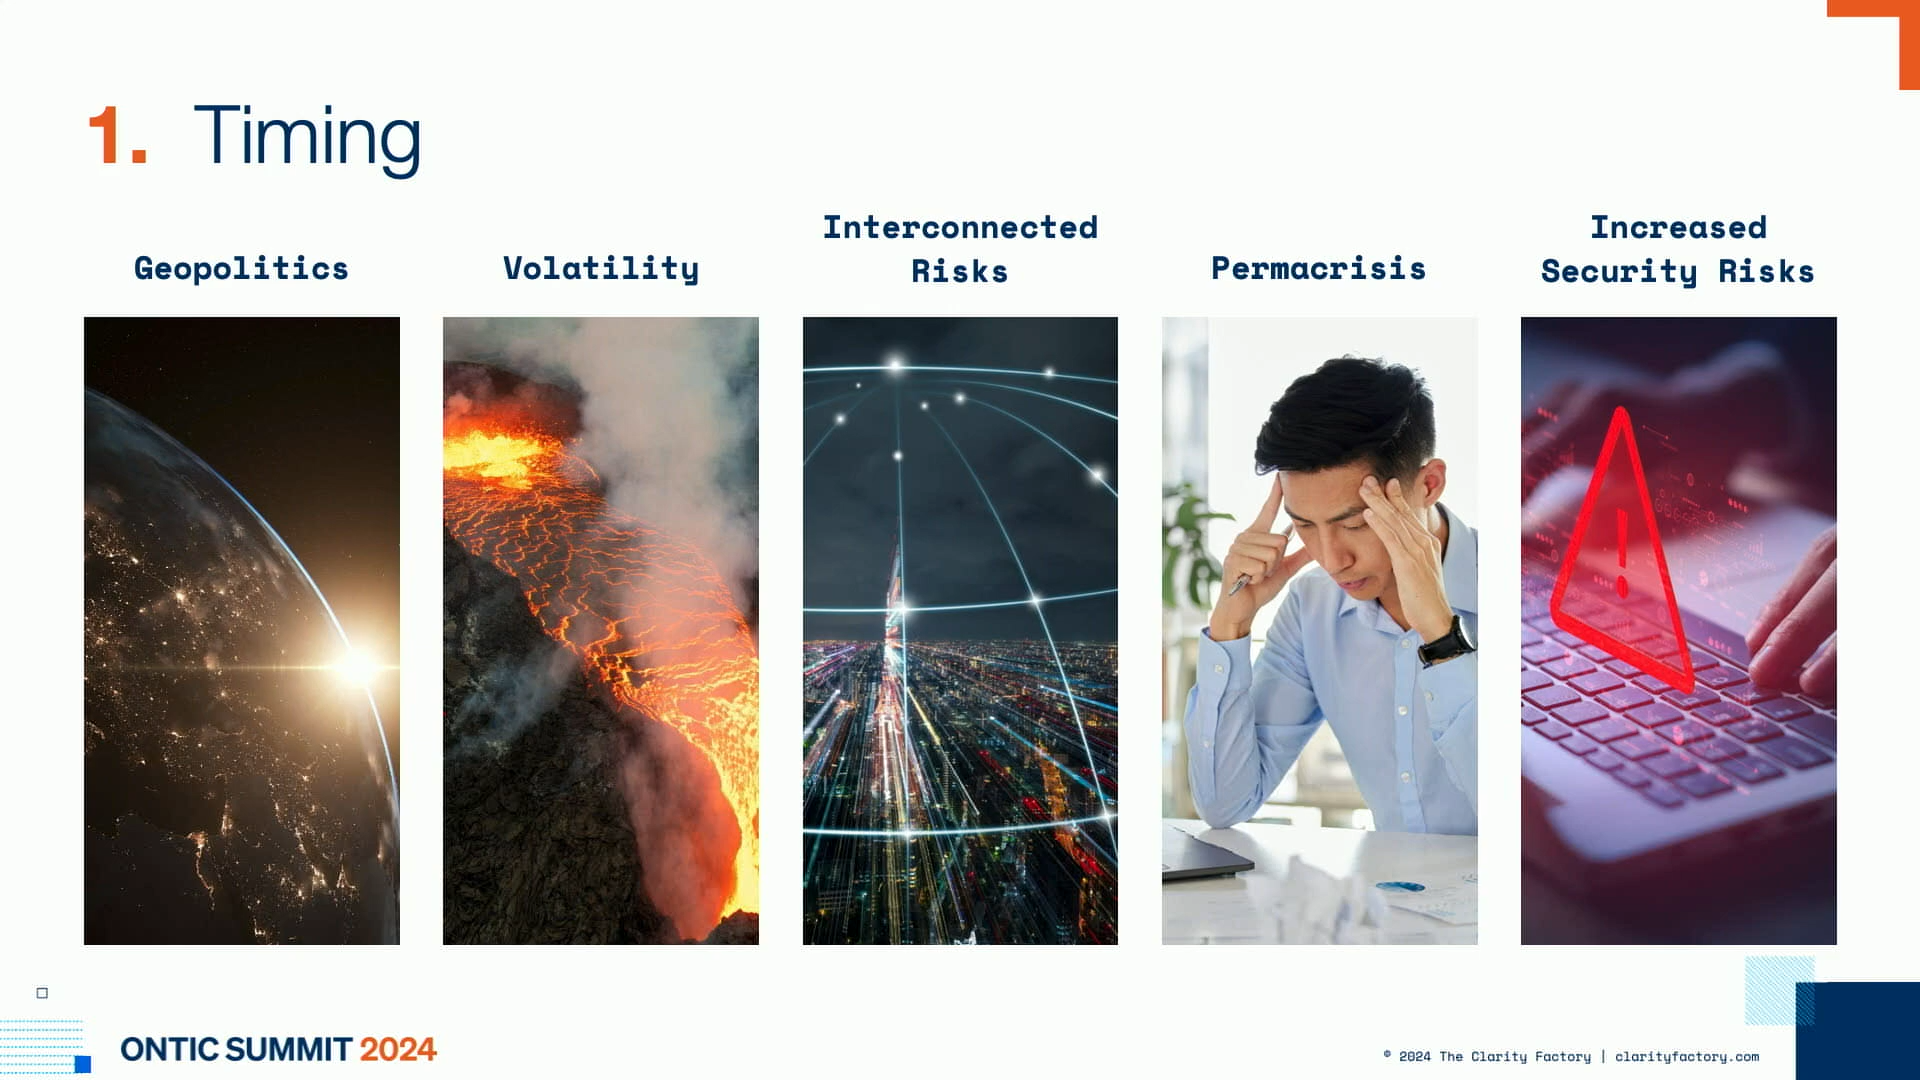 1. Timing
Geopolitics
Volatility
Interconnected
Risks
Permacrisis
Increased
Security Risks
!
ONTIC SUMMIT 2024
© 2024 The Clarity Factory | clarityfactory.com